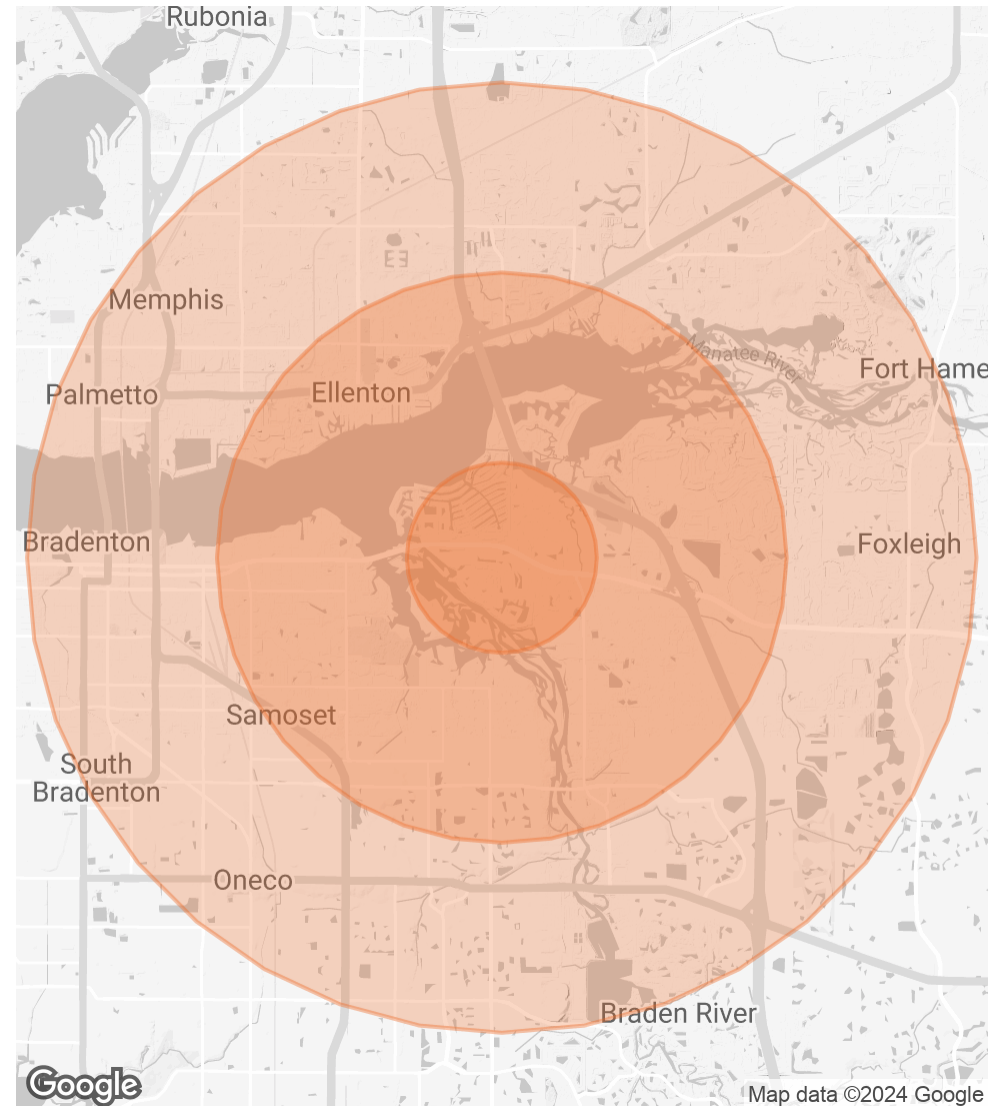 Rubonia
Memphis
Manatee River
Fort Hame
Palmetto
Ellenton
Bradenton
Foxleigh
Samoset
South
Bradenton
Oneco
Braden River
Google
Map data ©2024 Google